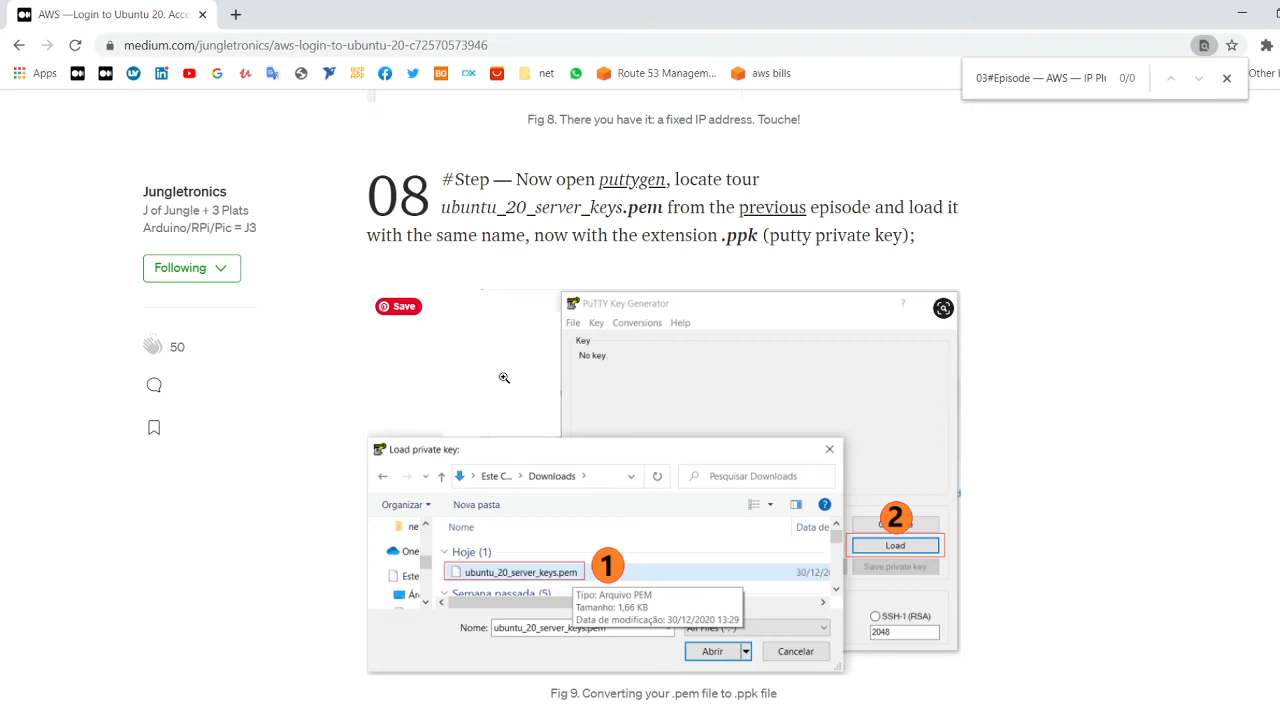 AWS —Login to Ubuntu 20. Acce
medium.com/jungletronics/aws-login-to-ubuntu-20-c72570573946
Apps
net
Route 53 Managem...
aws bills
Other b
03#Episode — AWS — IP Pl
0/0
Fig 8. There you have it: a fixed IP address. Touche!
Jungletronics
J of Jungle + 3 Plats
Arduino/RPi/Pic = J3
Following
50
08 #Step — Now open puttygen, locate tour
ubuntu_20_server_keys.pem from the previous episode and load it
with the same name, now with the extension .ppk (putty private key);
Save
PuTTY Key Generator
?
File Key Conversions Help
Key
No key.
Load private key:
Este C... > Downloads >
Pesquisar Downloads
Organizar
Nova pasta
ne
Nome
Data de
One
Hoje (1)
Este
ubuntu_20_server_keys.pem
1
30/12/2
Semana passada (5)
Tipo: Arquivo PEM
Tamanho: 1,66 KB
Data de modificação: 30/12/2020 13:29
Nome:
ubuntu_20_server_keys.pem
Abrir
Cancelar
2
Load
Save private key
SSH-1 (RSA)
2048
Fig 9. Converting your .pem file to .ppk file